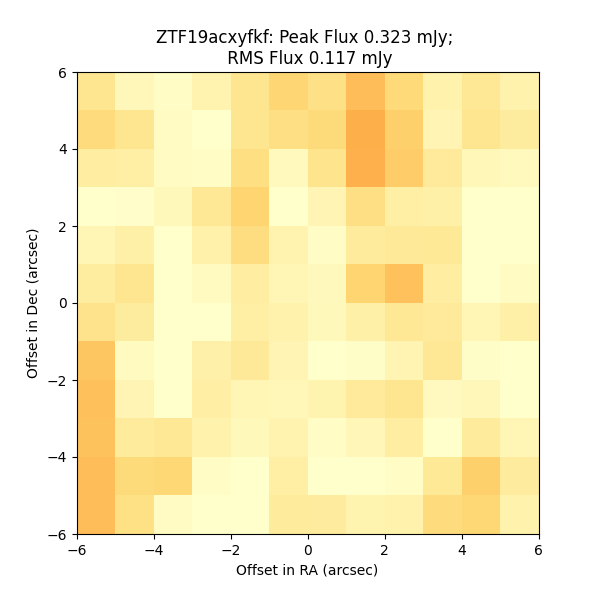 ZTF19acxyfkf: Peak Flux 0.323 mJy;
RMS Flux 0.117 mJy
6
4
2
0
−2
−4
−6
Offset in Dec (arcsec)
−6 −4 −2 0 2 4 6
Offset in RA (arcsec)